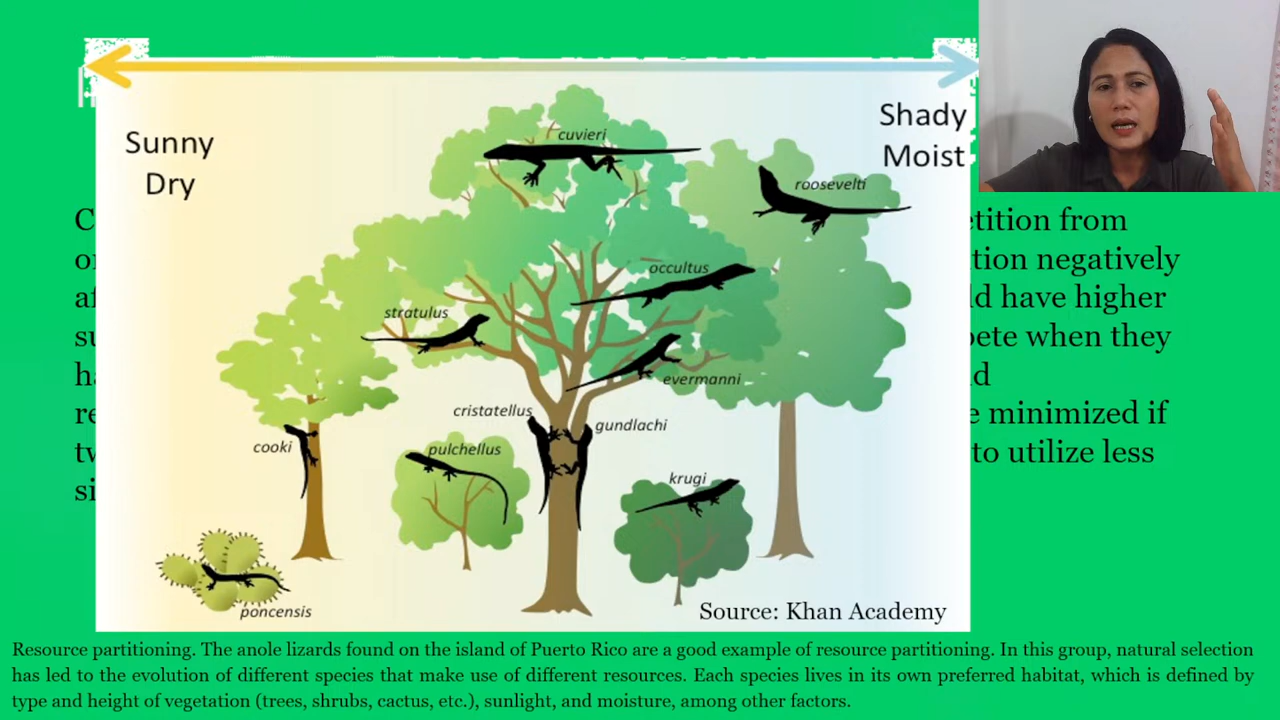 Sunny
Dry
Shady
Moist
cuvieri
roosevelti
occultus
stratulus
evermanni
cristatellus
gundlachi
cooki
pulchellus
krugi
poncensis
Source: Khan Academy
etition from
tion negatively
ld have higher
pete when they
e minimized if
to utilize less
Resource partitioning. The anole lizards found on the island of Puerto Rico are a good example of resource partitioning. In this group, natural selection
has led to the evolution of different species that make use of different resources. Each species lives in its own preferred habitat, which is defined by
type and height of vegetation (trees, shrubs, cactus, etc.), sunlight, and moisture, among other factors.